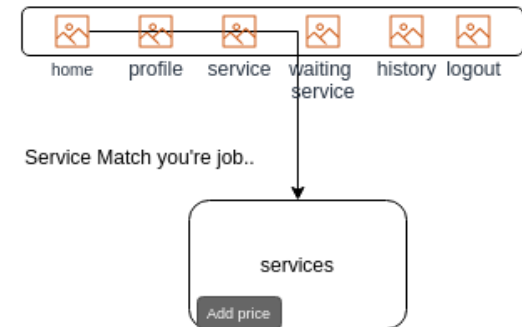 home profile service waiting service history logout
Service Match you're job..
services
Add price